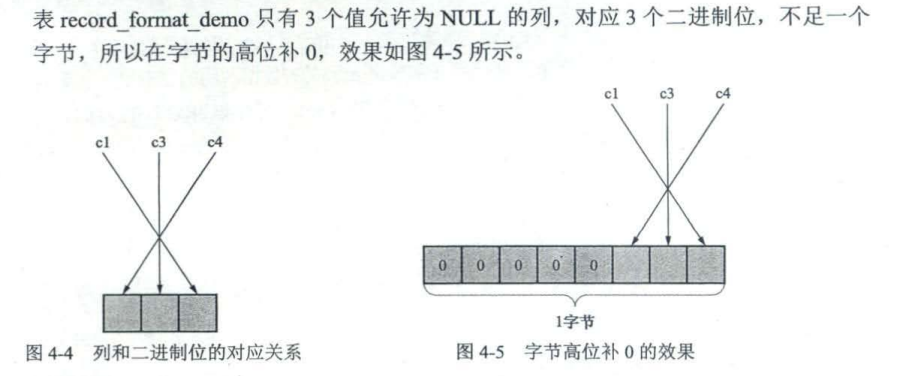 表 record_format_demo 只有 3 个值允许为 NULL 的列，对应 3 个二进制位，不足一个
字节，所以在字节的高位补 0，效果如图 4-5 所示。
c1 c3 c4
图 4-4 列和二进制位的对应关系
c1 c3 c4
0 0 0 0 0
1字节
图 4-5 字节高位补 0 的效果